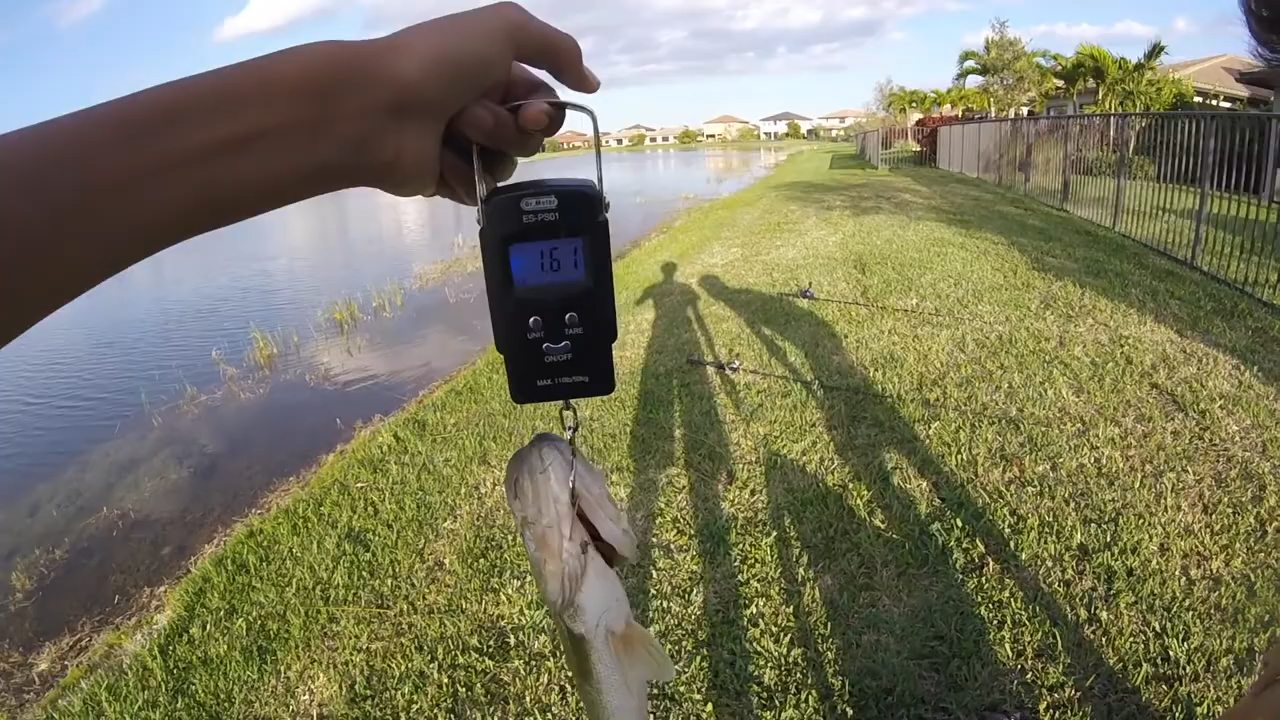 Dr.Meter
ES-PS01
1.61
UNIT TARE
ON/OFF
MAX. 110lb/50kg